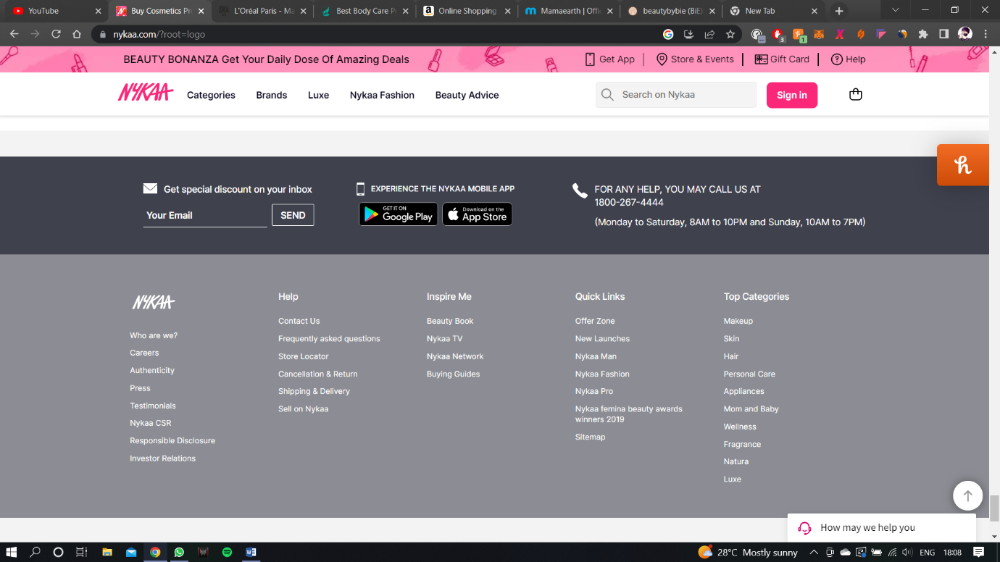 YouTube
Buy Cosmetics Pr
L'Oréal Paris - Ma
Best Body Care P
Online Shopping
Mamaearth | Offi
beautybybie (BiE)
New Tab
nykaa.com/?root=logo
3
1
BEAUTY BONANZA Get Your Daily Dose Of Amazing Deals
Get App
Store & Events
Gift Card
Help
NYKAA
Categories
Brands
Luxe
Nykaa Fashion
Beauty Advice
Search on Nykaa
Sign in
h
Get special discount on your inbox
Your Email
SEND
EXPERIENCE THE NYKAA MOBILE APP
GET IT ON
Google Play
Download on the
App Store
FOR ANY HELP, YOU MAY CALL US AT
1800-267-4444
(Monday to Saturday, 8AM to 10PM and Sunday, 10AM to 7PM)
NYKAA
Who are we?
Careers
Authenticity
Press
Testimonials
Nykaa CSR
Responsible Disclosure
Investor Relations
Help
Contact Us
Frequently asked questions
Store Locator
Cancellation & Return
Shipping & Delivery
Sell on Nykaa
Inspire Me
Beauty Book
Nykaa TV
Nykaa Network
Buying Guides
Quick Links
Offer Zone
New Launches
Nykaa Man
Nykaa Fashion
Nykaa Pro
Nykaa femina beauty awards
winners 2019
Sitemap
Top Categories
Makeup
Skin
Hair
Personal Care
Appliances
Mom and Baby
Wellness
Fragrance
Natura
Luxe
How may we help you
28°C Mostly sunny
ENG
18:08